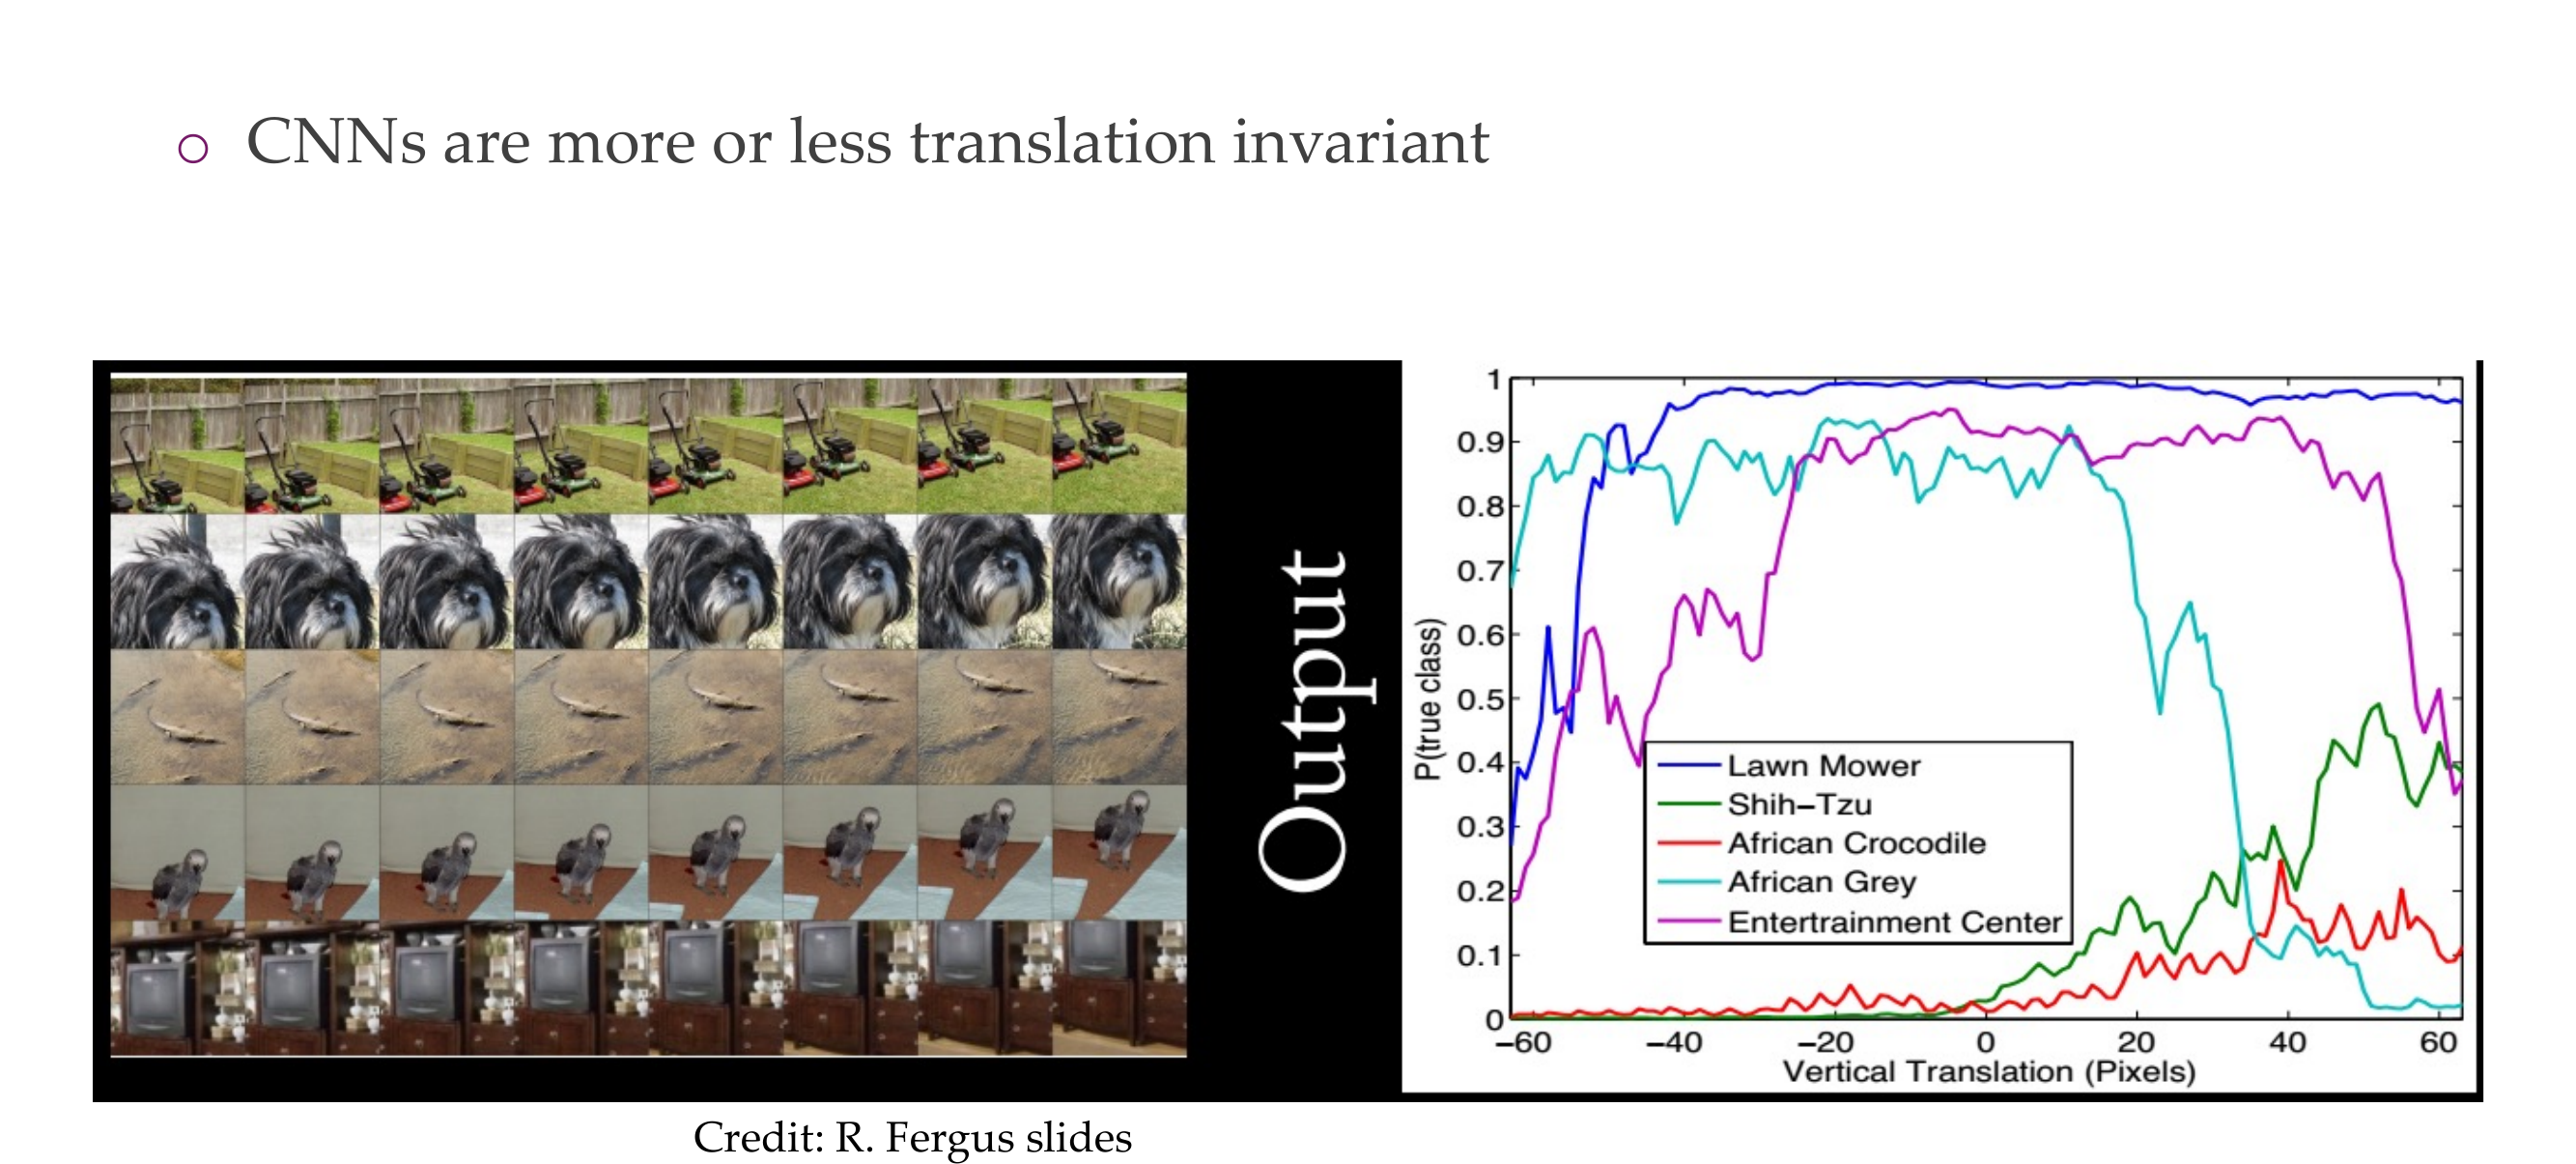 CNNs are more or less translation invariant
Output
1
0.9
0.8
0.7
0.6
0.5
0.4
0.3
0.2
0.1
0
P(true class)
Lawn Mower
Shih–Tzu
African Crocodile
African Grey
Entertrainment Center
−60 −40 −20 0 20 40 60
Vertical Translation (Pixels)
Credit: R. Fergus slides